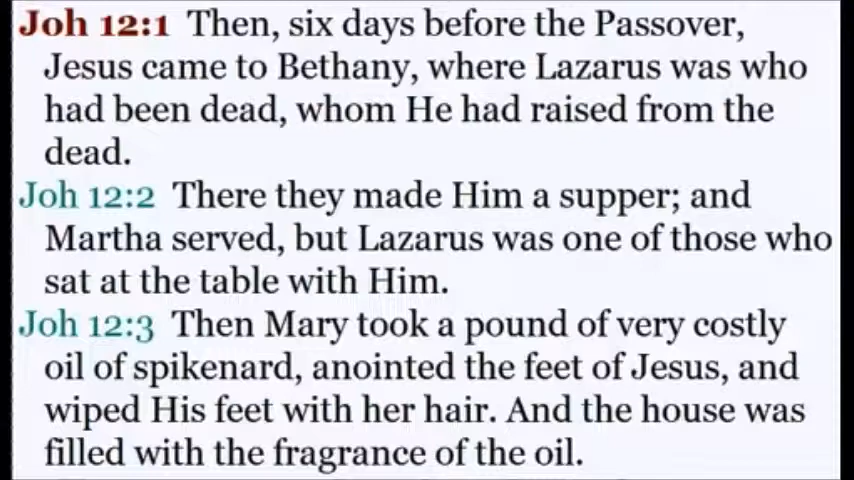 Joh 12:1 Then, six days before the Passover,
Jesus came to Bethany, where Lazarus was who
had been dead, whom He had raised from the
dead.
Joh 12:2 There they made Him a supper; and
Martha served, but Lazarus was one of those who
sat at the table with Him.
Joh 12:3 Then Mary took a pound of very costly
oil of spikenard, anointed the feet of Jesus, and
wiped His feet with her hair. And the house was
filled with the fragrance of the oil.